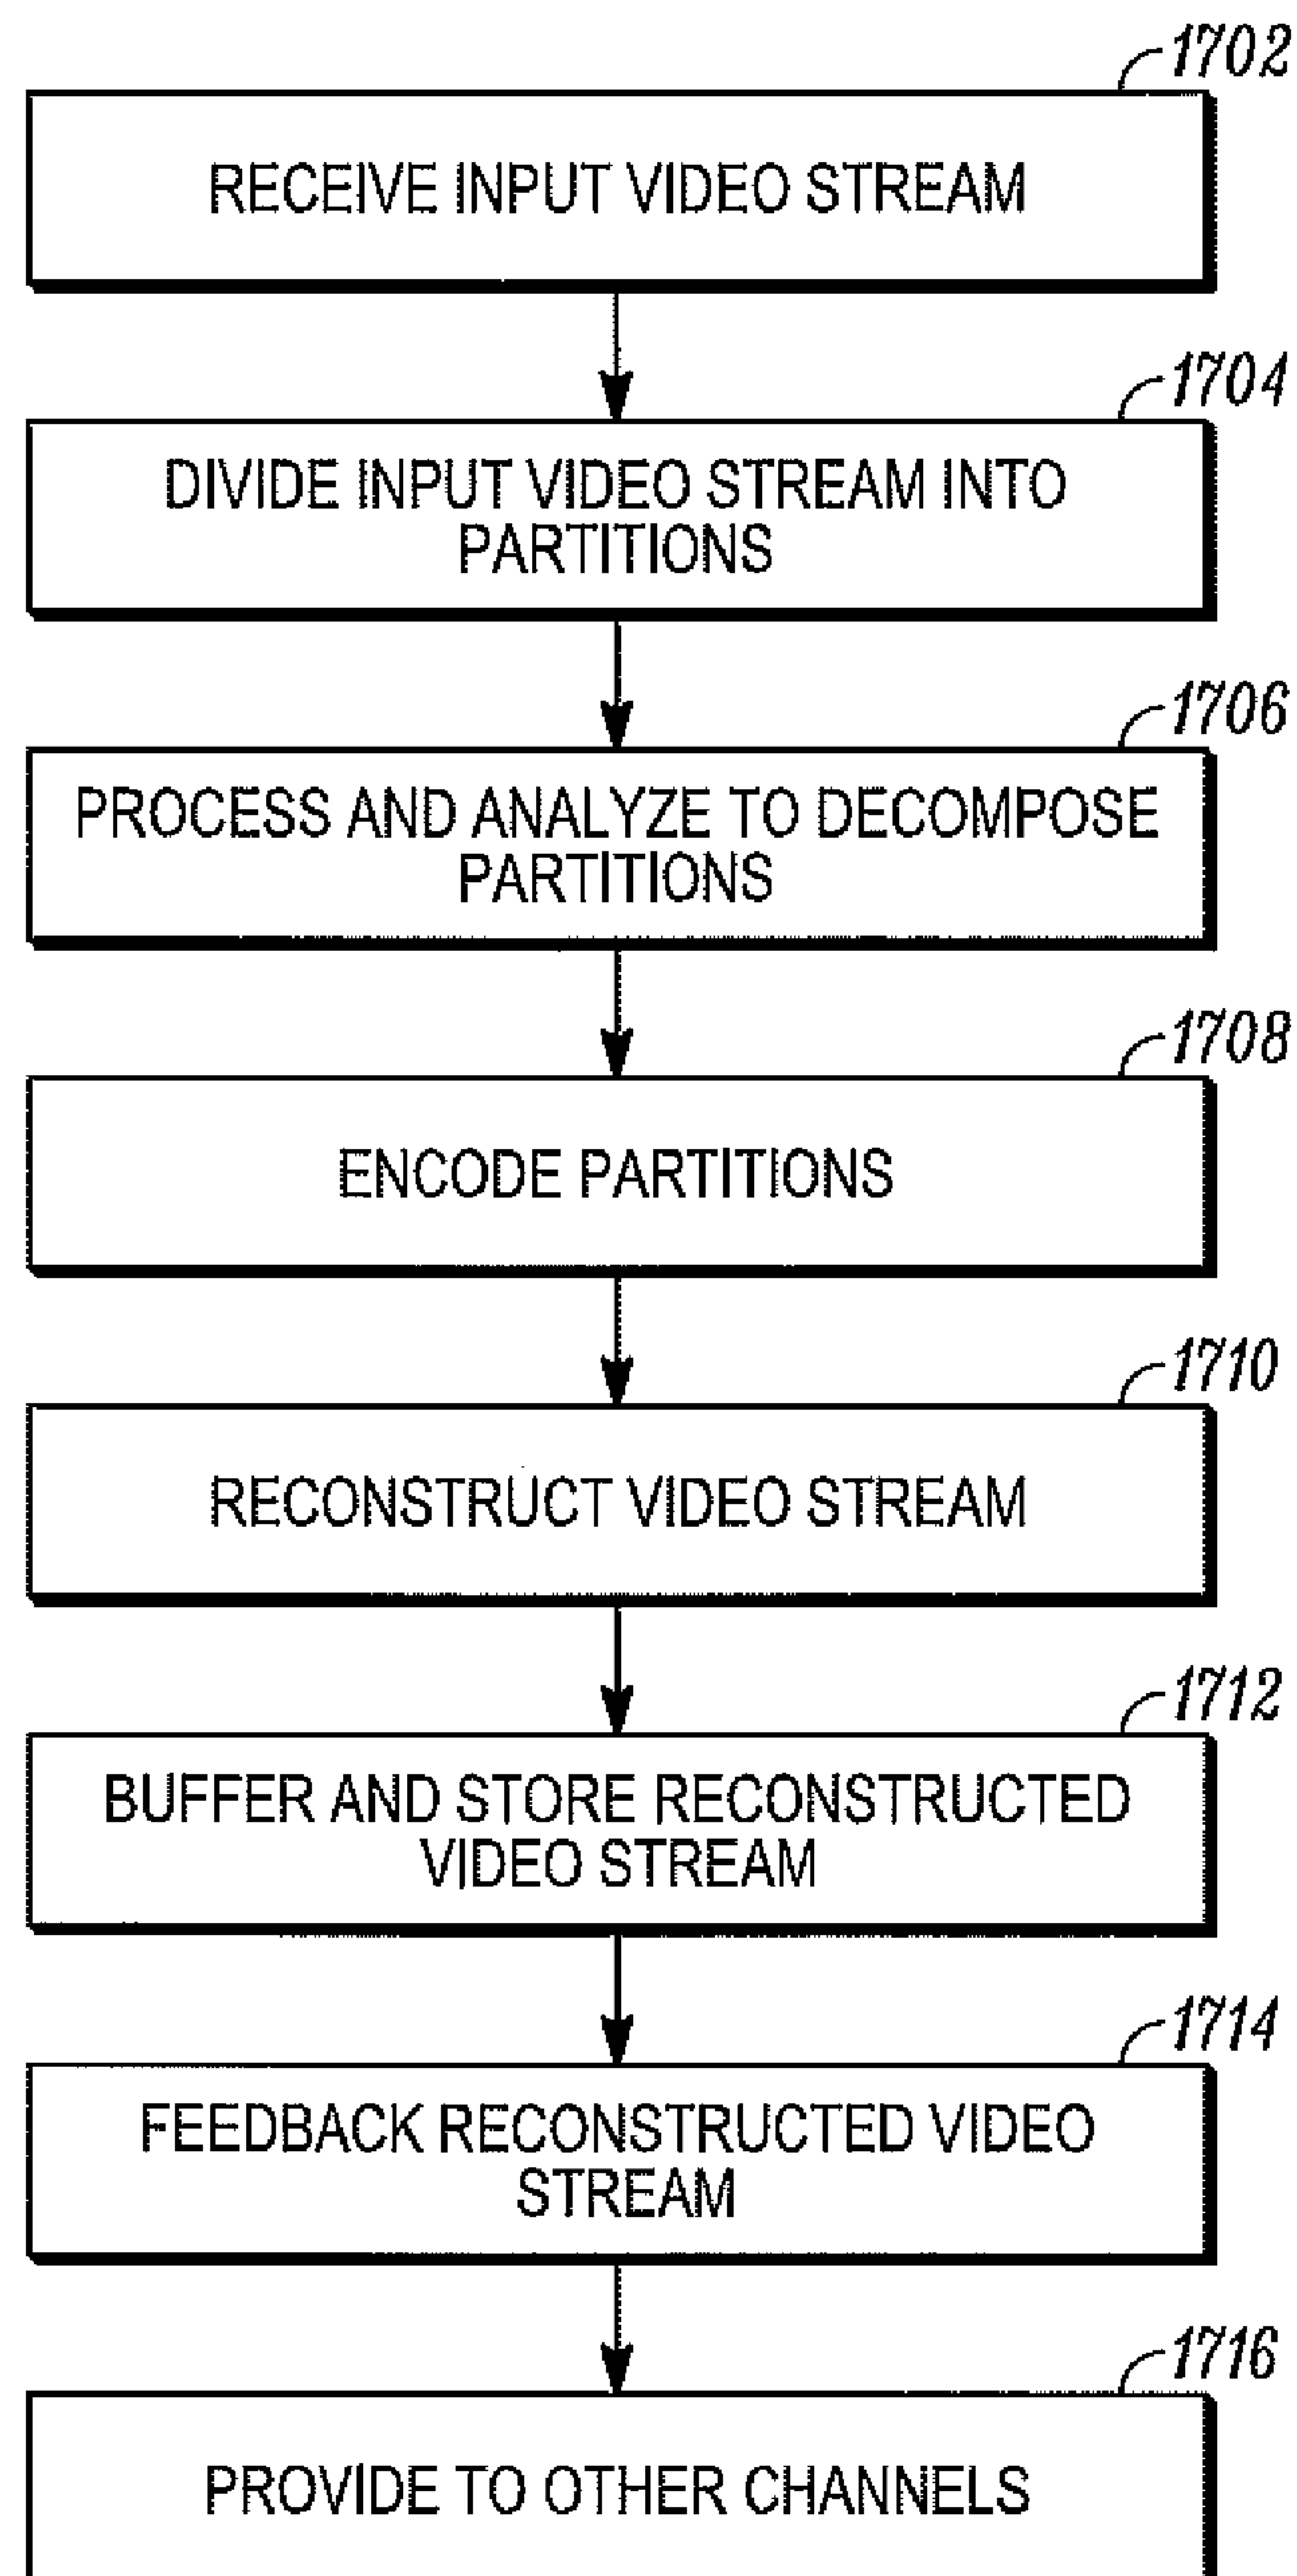 1702
RECEIVE INPUT VIDEO STREAM
1704
DIVIDE INPUT VIDEO STREAM INTO
PARTITIONS
1706
PROCESS AND ANALYZE TO DECOMPOSE
PARTITIONS
1708
ENCODE PARTITIONS
1710
RECONSTRUCT VIDEO STREAM
1712
BUFFER AND STORE RECONSTRUCTED
VIDEO STREAM
1714
FEEDBACK RECONSTRUCTED VIDEO
STREAM
1716
PROVIDE TO OTHER CHANNELS